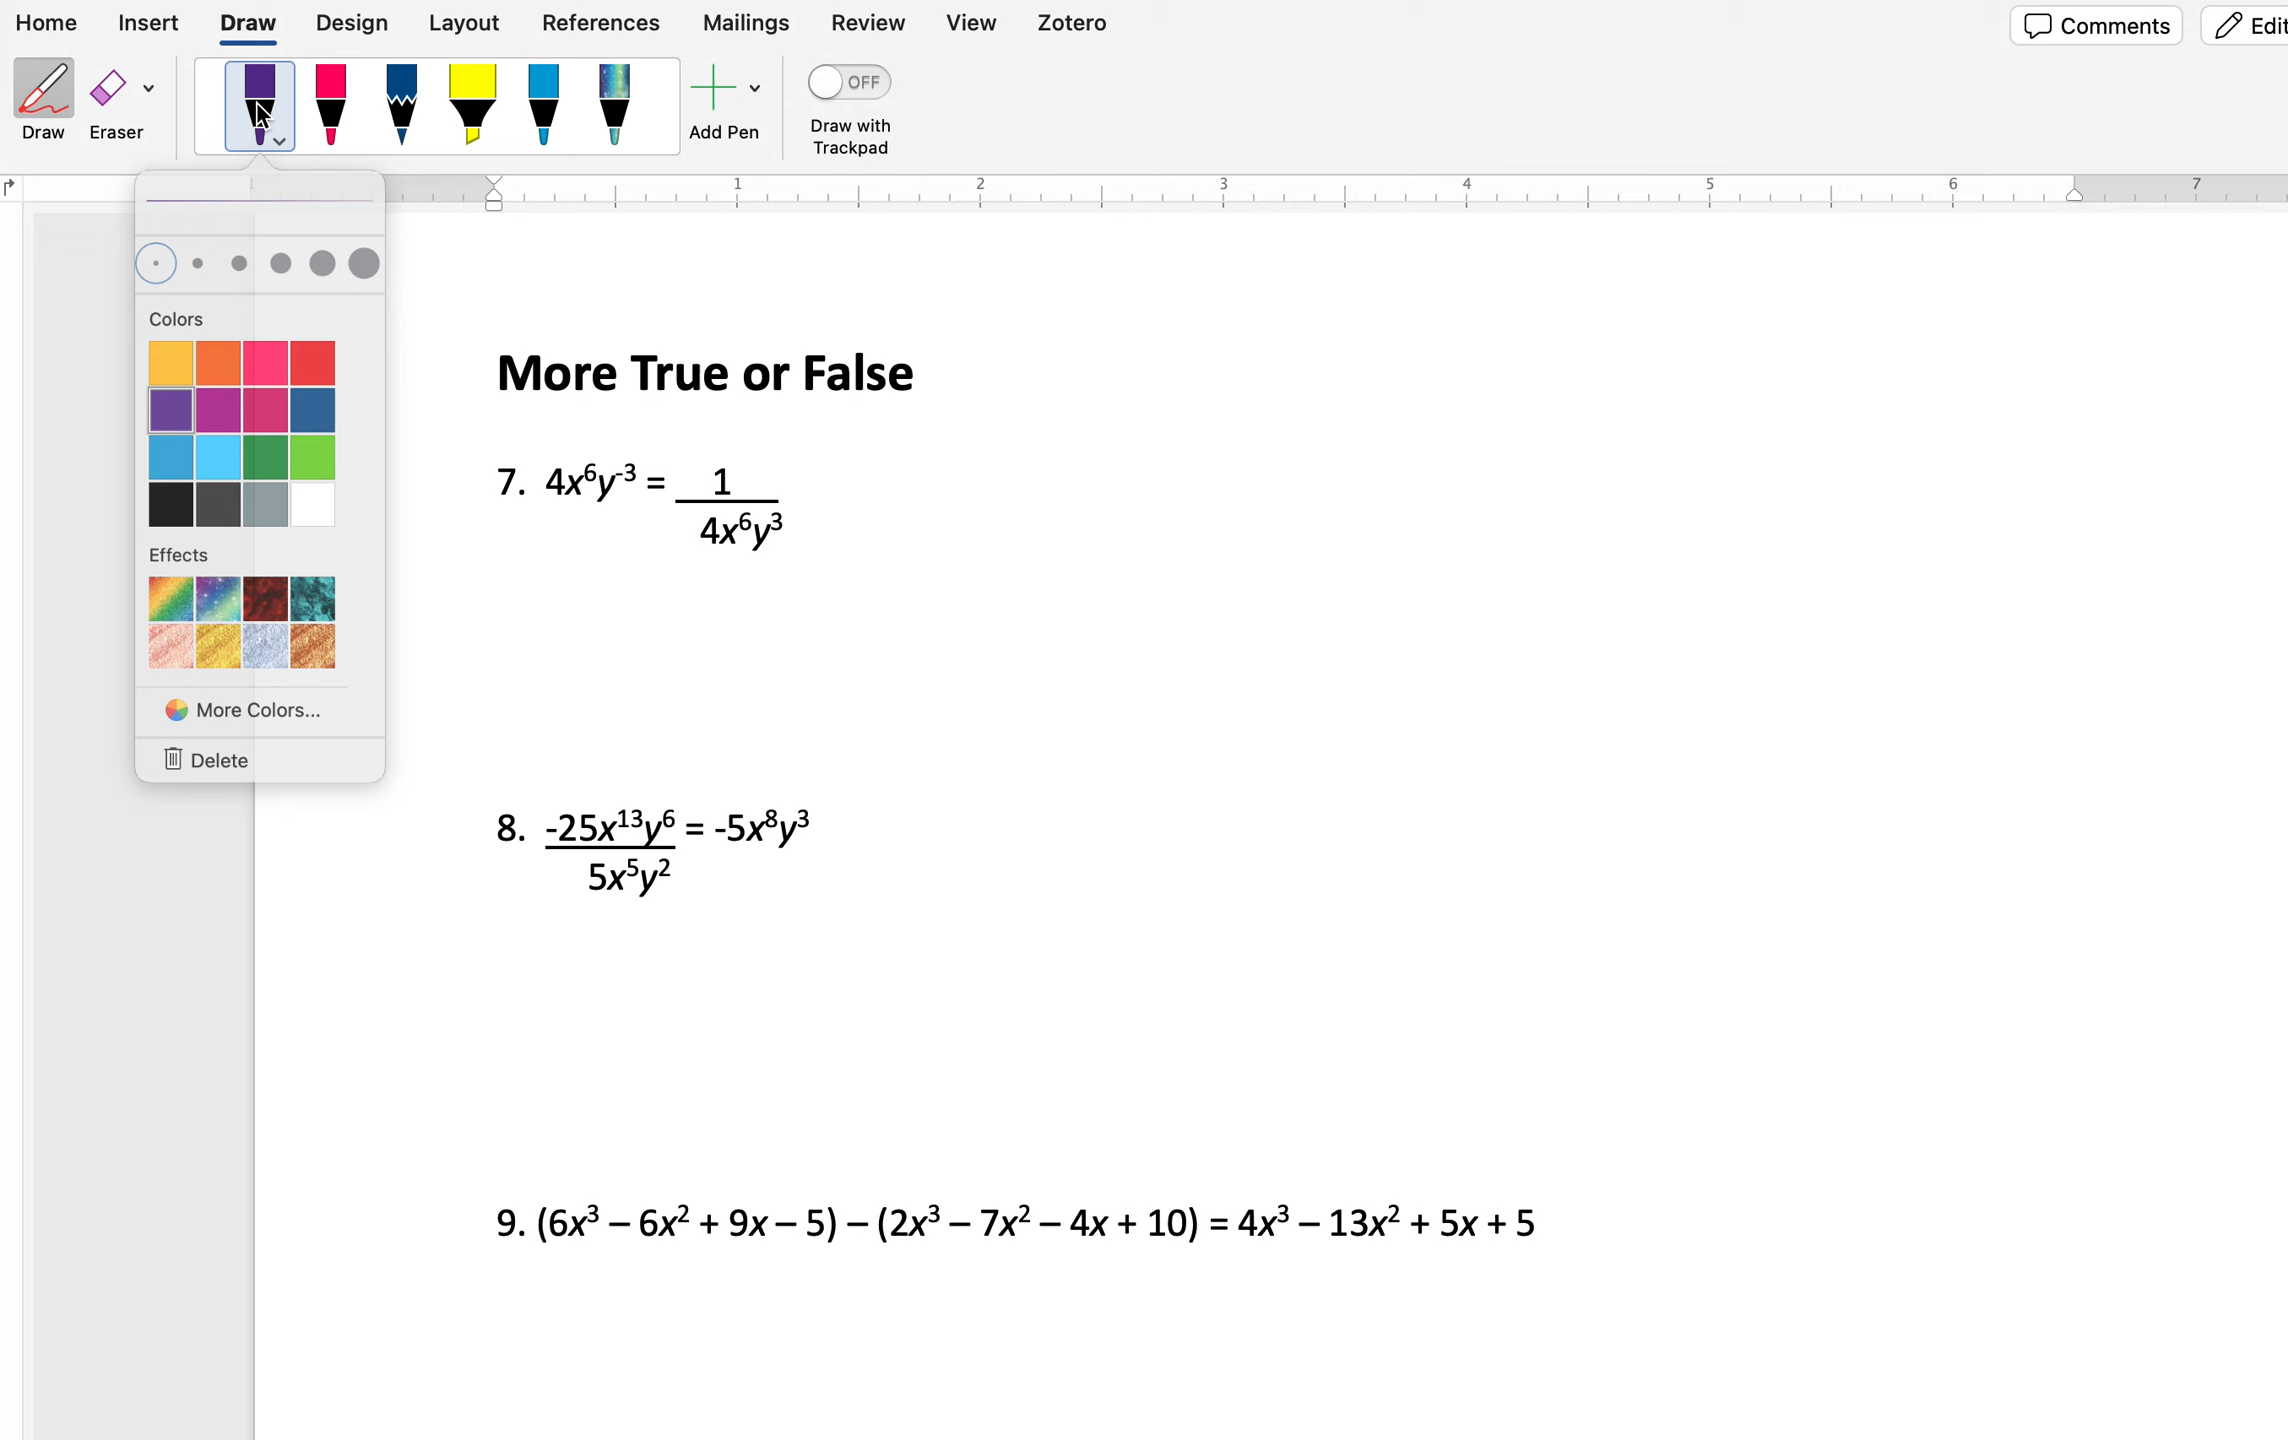 Home Insert Draw Design Layout References Mailings Review View Zotero Comments Edit
OFF
Draw Eraser Add Pen Draw with
Trackpad
1 1 2 3 4 5 6 7
Colors
Effects
More Colors...
Delete
More True or False
7. 4x⁶y⁻³ = 1
4x⁶y³
8. -25x¹³y⁶ = -5x⁸y³
5x⁵y²
9. (6x³ – 6x² + 9x – 5) – (2x³ – 7x² – 4x + 10) = 4x³ – 13x² + 5x + 5